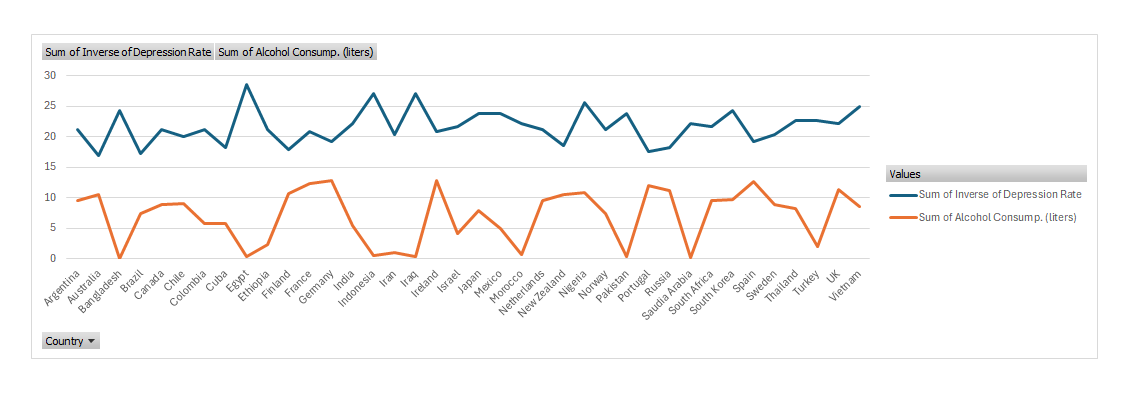 Sum of Inverse of Depression Rate Sum of Alcohol Consump. (liters)
30
25
20
15
10
5
0
Argentina
Australia
Bangladesh
Brazil
Canada
Chile
Colombia
Cuba
Egypt
Ethiopia
Finland
France
Germany
India
Indonesia
Iran
Iraq
Ireland
Israel
Japan
Mexico
Morocco
Netherlands
New Zealand
Nigeria
Norway
Pakistan
Portugal
Russia
Saudia Arabia
South Africa
South Korea
Spain
Sweden
Thailand
Turkey
UK
Vietnam
Values
Sum of Inverse of Depression Rate
Sum of Alcohol Consump. (liters)
Country